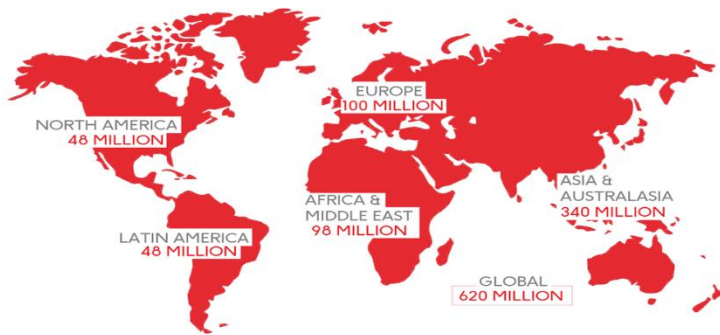 EUROPE
100 MILLION
NORTH AMERICA
48 MILLION
ASIA &
AUSTRALASIA
340 MILLION
AFRICA &
MIDDLE EAST
98 MILLION
LATIN AMERICA
48 MILLION
GLOBAL
620 MILLION